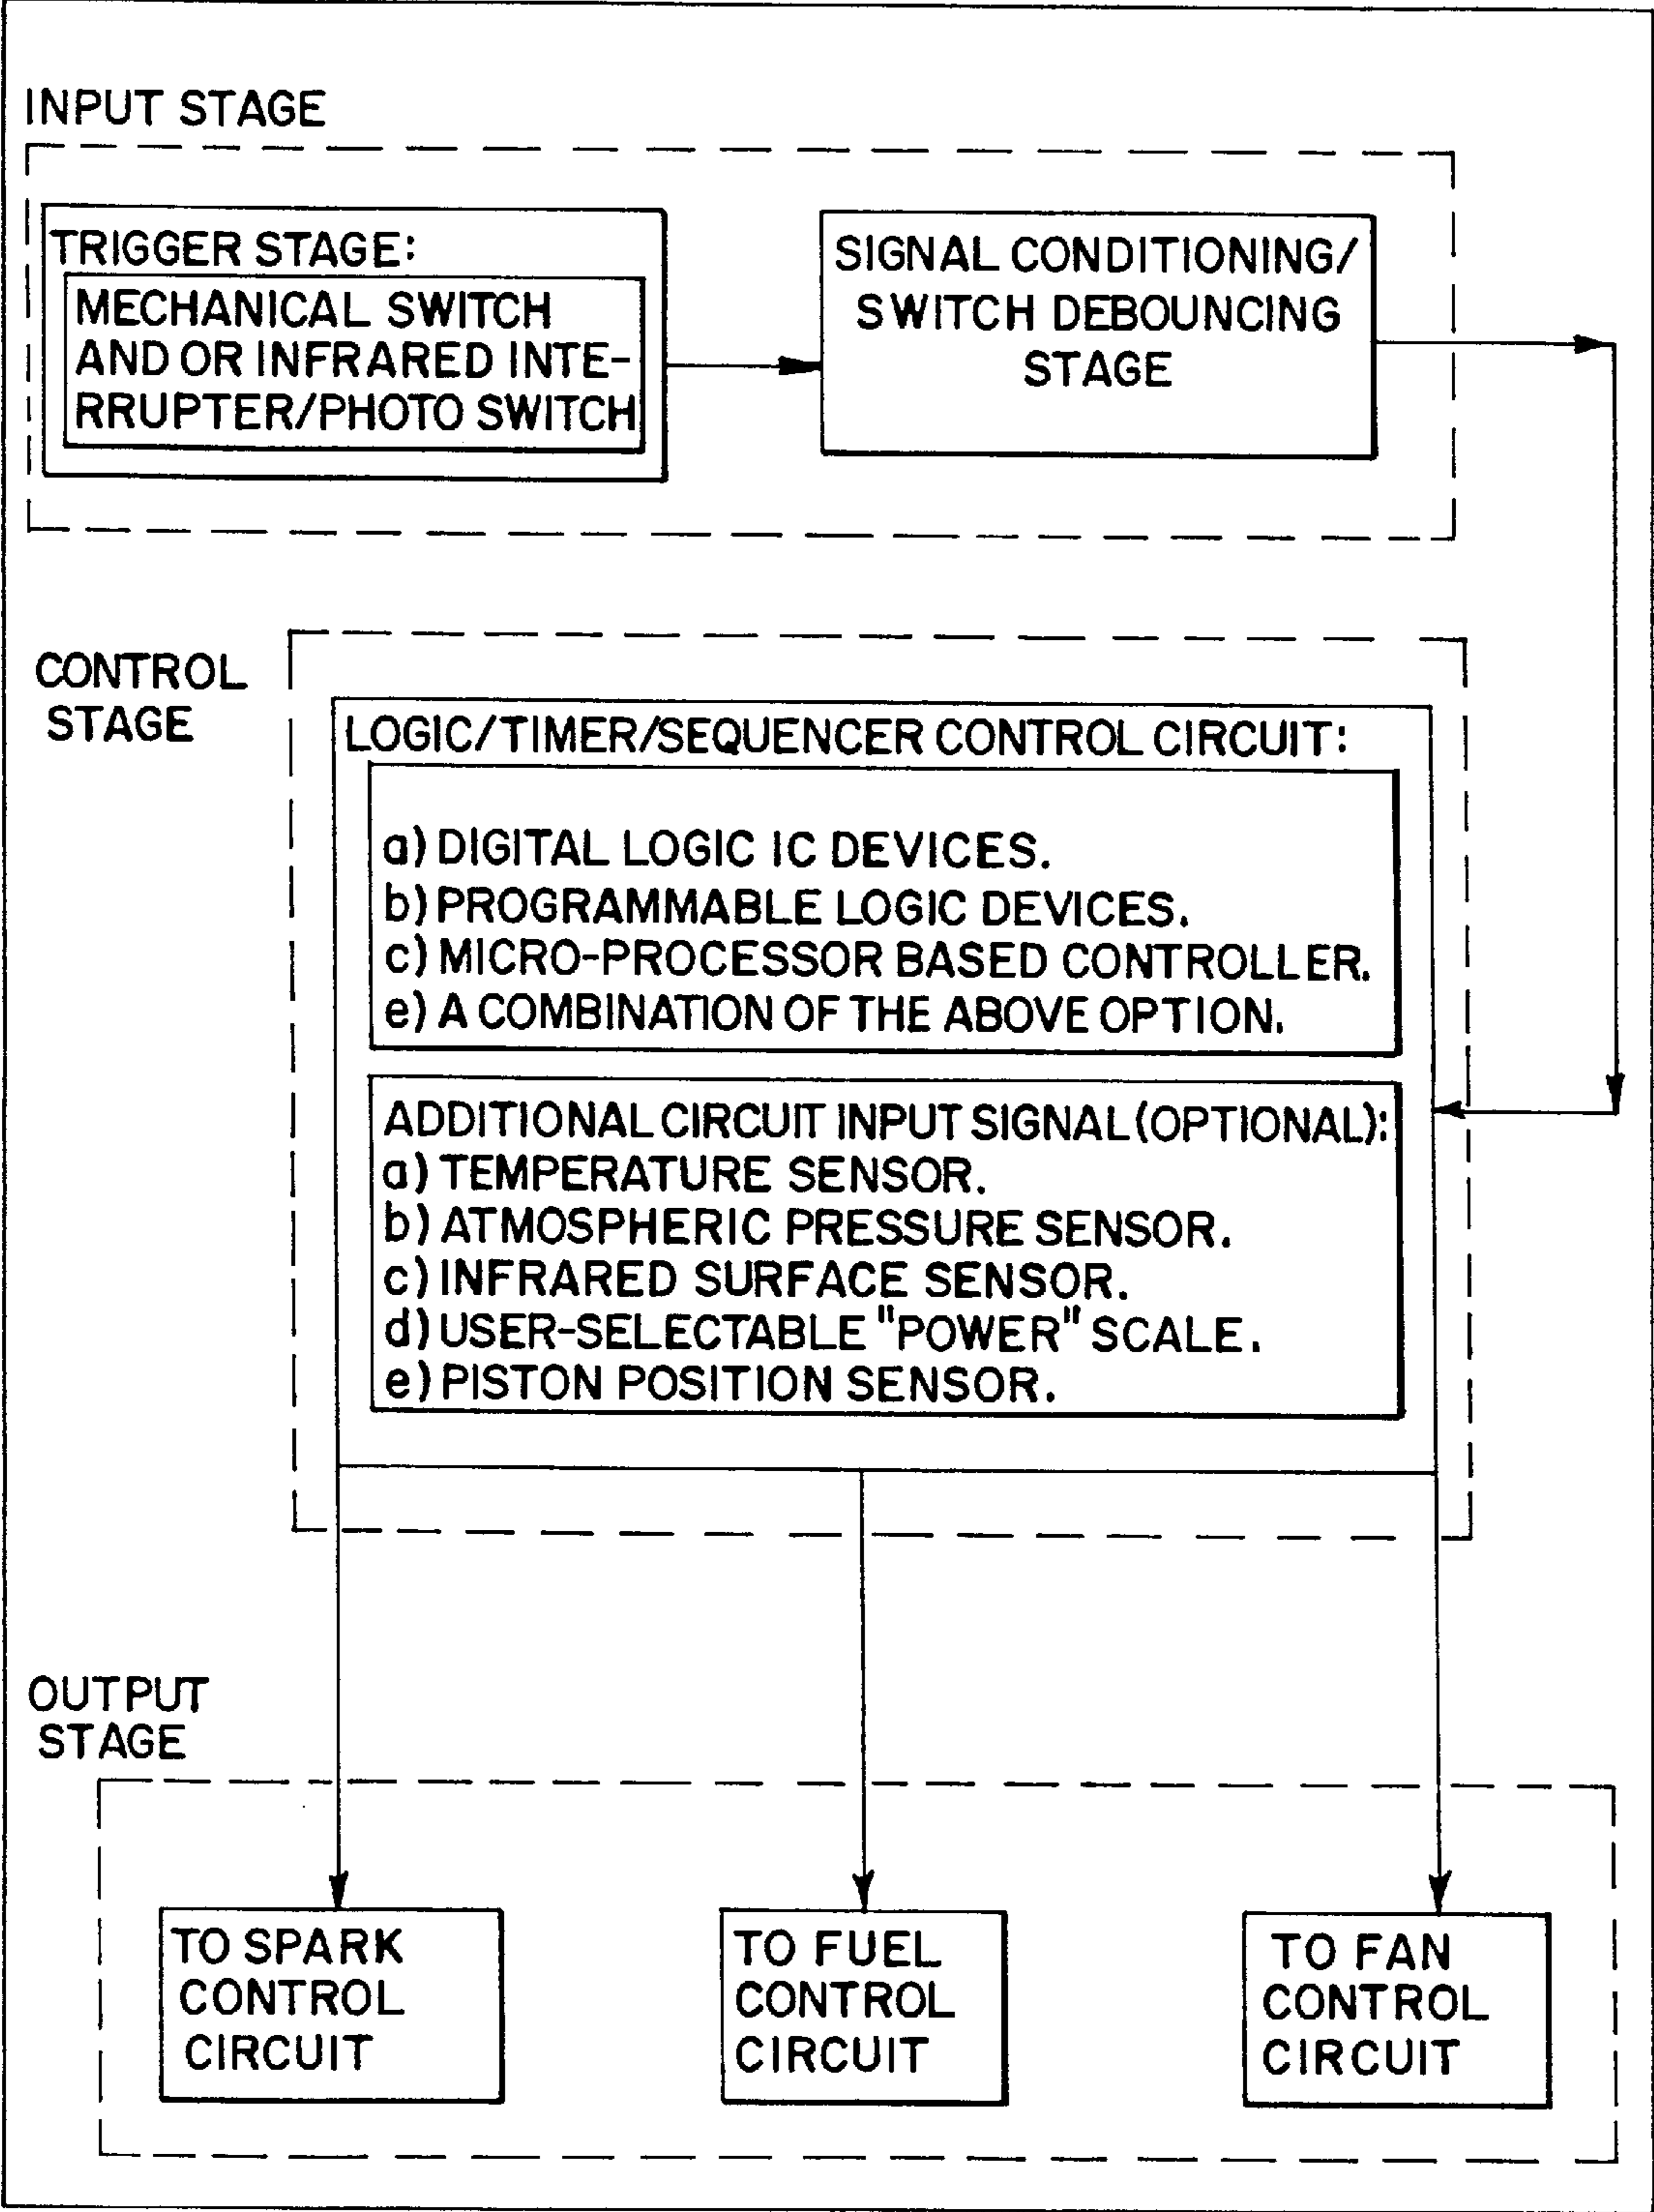 INPUT STAGE
TRIGGER STAGE:
MECHANICAL SWITCH
AND OR INFRARED INTE-
RRUPTER/PHOTO SWITCH
SIGNAL CONDITIONING/
SWITCH DEBOUNCING
STAGE
CONTROL
STAGE
LOGIC/TIMER/SEQUENCER CONTROL CIRCUIT:
a) DIGITAL LOGIC IC DEVICES.
b) PROGRAMMABLE LOGIC DEVICES.
c) MICRO-PROCESSOR BASED CONTROLLER.
e) A COMBINATION OF THE ABOVE OPTION.
ADDITIONAL CIRCUIT INPUT SIGNAL (OPTIONAL):
a) TEMPERATURE SENSOR.
b) ATMOSPHERIC PRESSURE SENSOR.
c) INFRARED SURFACE SENSOR.
d) USER-SELECTABLE "POWER" SCALE.
e) PISTON POSITION SENSOR.
OUTPUT
STAGE
TO SPARK
CONTROL
CIRCUIT
TO FUEL
CONTROL
CIRCUIT
TO FAN
CONTROL
CIRCUIT